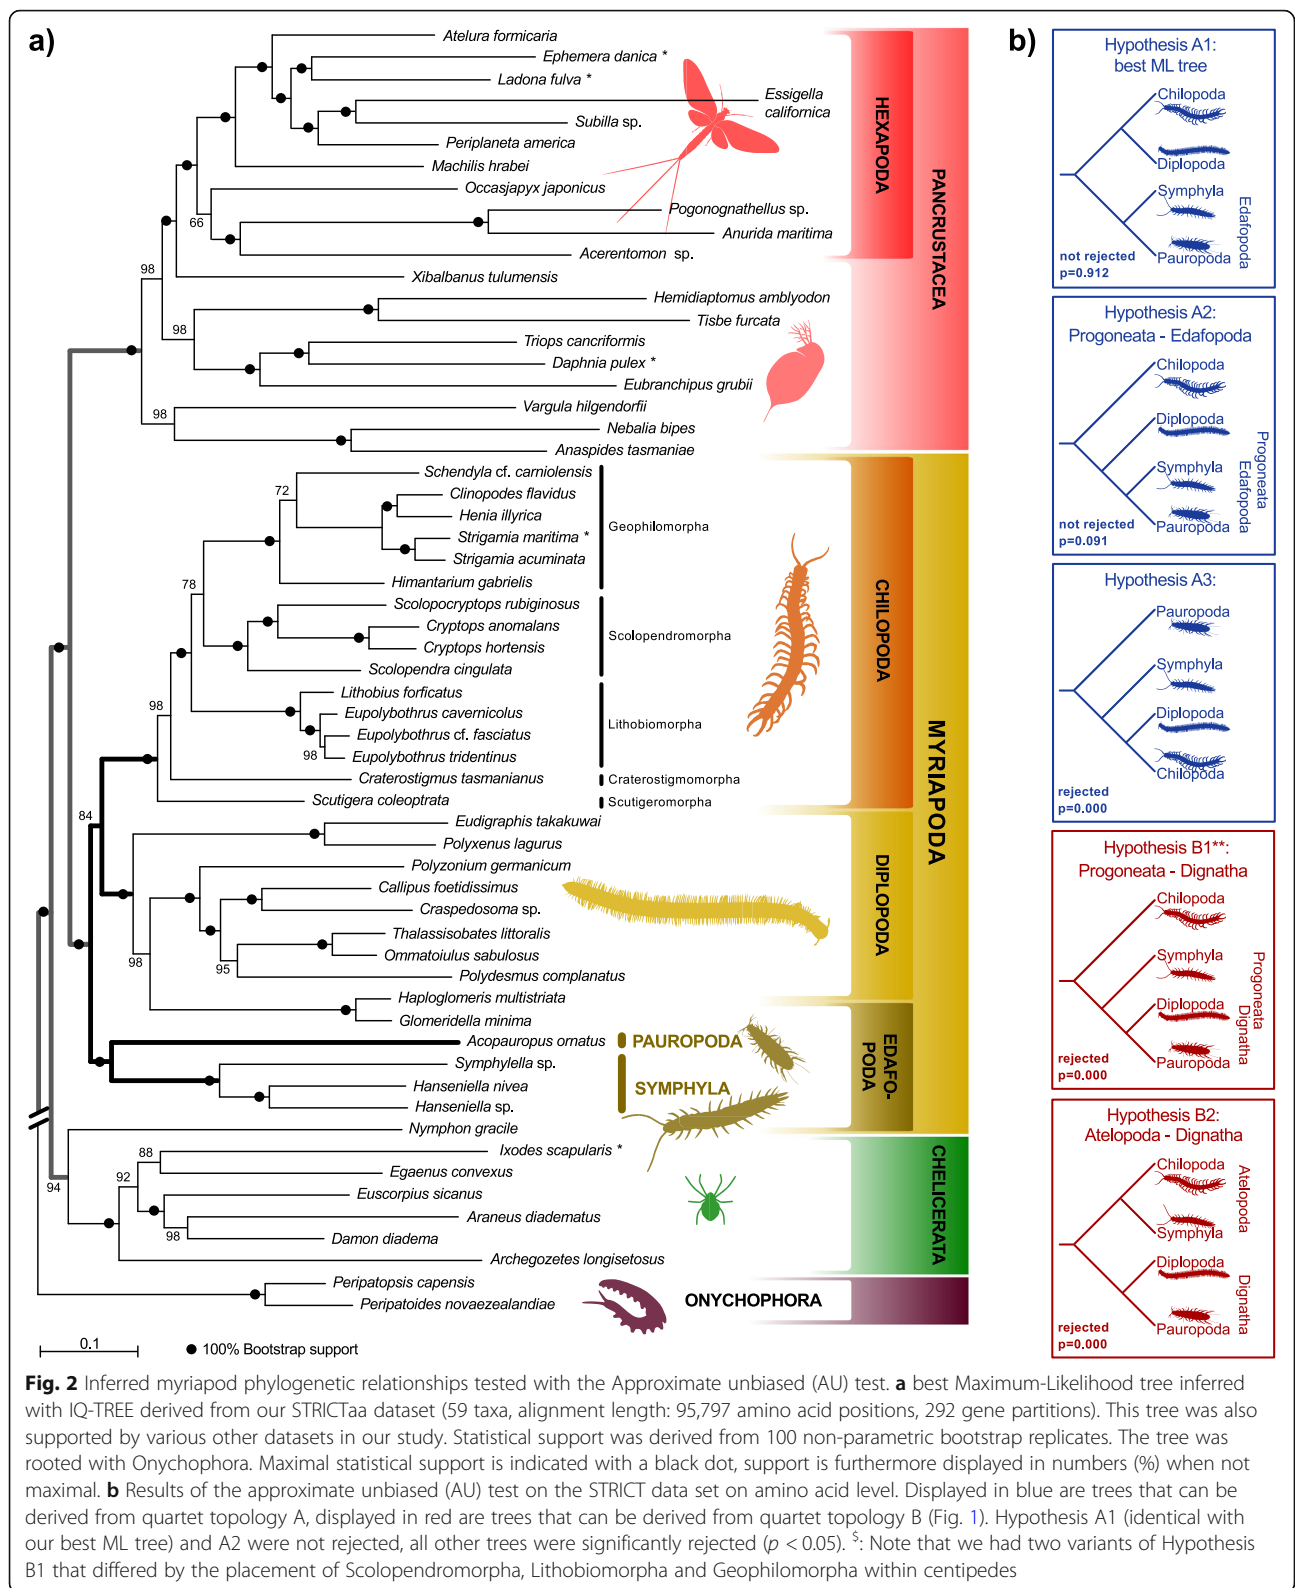 a)
Atelura formicaria
Ephemera danica *
Ladona fulva *
Essigella
californica
Subilla sp.
Periplaneta america
Machilis hrabei
Occasjapyx japonicus
66
Pogonognathellus sp.
Anurida maritima
Acerentomon sp.
98
Xibalbanus tulumensis
Hemidiaptomus amblyodon
98
Tisbe furcata
Triops cancriformis
Daphnia pulex *
Eubranchipus grubii
98
Vargula hilgendorfii
Nebalia bipes
Anaspides tasmaniae
HEXAPODA
PANCRUSTACEA
Schendyla cf. carniolensis
72
Clinopodes flavidus
Henia illyrica
Geophilomorpha
Strigamia maritima *
Strigamia acuminata
78
Himantarium gabrielis
Scolopocryptops rubiginosus
Cryptops anomalans
Scolopendromorpha
Cryptops hortensis
Scolopendra cingulata
98
Lithobius forficatus
Eupolybothrus cavernicolus
Lithobiomorpha
Eupolybothrus cf. fasciatus
98
Eupolybothrus tridentinus
Craterostigmus tasmanianus
Craterostigmomorpha
Scutigera coleoptrata
Scutigeromorpha
CHILOPODA
MYRIAPODA
84
Eudigraphis takakuwai
Polyxenus lagurus
Polyzonium germanicum
Callipus foetidissimus
Craspedosoma sp.
Thalassisobates littoralis
98
Ommatoiulus sabulosus
95
Polydesmus complanatus
Haploglomeris multistriata
Glomeridella minima
DIPLOPODA
Acopauropus ornatus
PAUROPODA
Symphylella sp.
Hanseniella nivea
SYMPHYLA
Hanseniella sp.
EDAFO-
PODA
Nymphon gracile
Ixodes scapularis *
88
Egaenus convexus
92
94
Euscorpius sicanus
Araneus diadematus
98
Damon diadema
Archegozetes longisetosus
CHELICERATA
Peripatopsis capensis
Peripatoides novaezealandiae
ONYCHOPHORA
0.1
100% Bootstrap support
b)
Hypothesis A1:
best ML tree
Chilopoda
Diplopoda
Symphyla
Pauropoda
Edafopoda
not rejected
p=0.912
Hypothesis A2:
Progoneata - Edafopoda
Chilopoda
Diplopoda
Symphyla
Pauropoda
Progoneata
Edafopoda
not rejected
p=0.091
Hypothesis A3:
Pauropoda
Symphyla
Diplopoda
Chilopoda
rejected
p=0.000
Hypothesis B1**:
Progoneata - Dignatha
Chilopoda
Symphyla
Diplopoda
Pauropoda
Progoneata
Dignatha
rejected
p=0.000
Hypothesis B2:
Atelopoda - Dignatha
Chilopoda
Symphyla
Diplopoda
Pauropoda
Atelopoda
Dignatha
rejected
p=0.000
Fig. 2 Inferred myriapod phylogenetic relationships tested with the Approximate unbiased (AU) test. a best Maximum-Likelihood tree inferred
with IQ-TREE derived from our STRICTaa dataset (59 taxa, alignment length: 95,797 amino acid positions, 292 gene partitions). This tree was also
supported by various other datasets in our study. Statistical support was derived from 100 non-parametric bootstrap replicates. The tree was
rooted with Onychophora. Maximal statistical support is indicated with a black dot, support is furthermore displayed in numbers (%) when not
maximal. b Results of the approximate unbiased (AU) test on the STRICT data set on amino acid level. Displayed in blue are trees that can be
derived from quartet topology A, displayed in red are trees that can be derived from quartet topology B (Fig. 1). Hypothesis A1 (identical with
our best ML tree) and A2 were not rejected, all other trees were significantly rejected (p < 0.05). $: Note that we had two variants of Hypothesis
B1 that differed by the placement of Scolopendromorpha, Lithobiomorpha and Geophilomorpha within centipedes